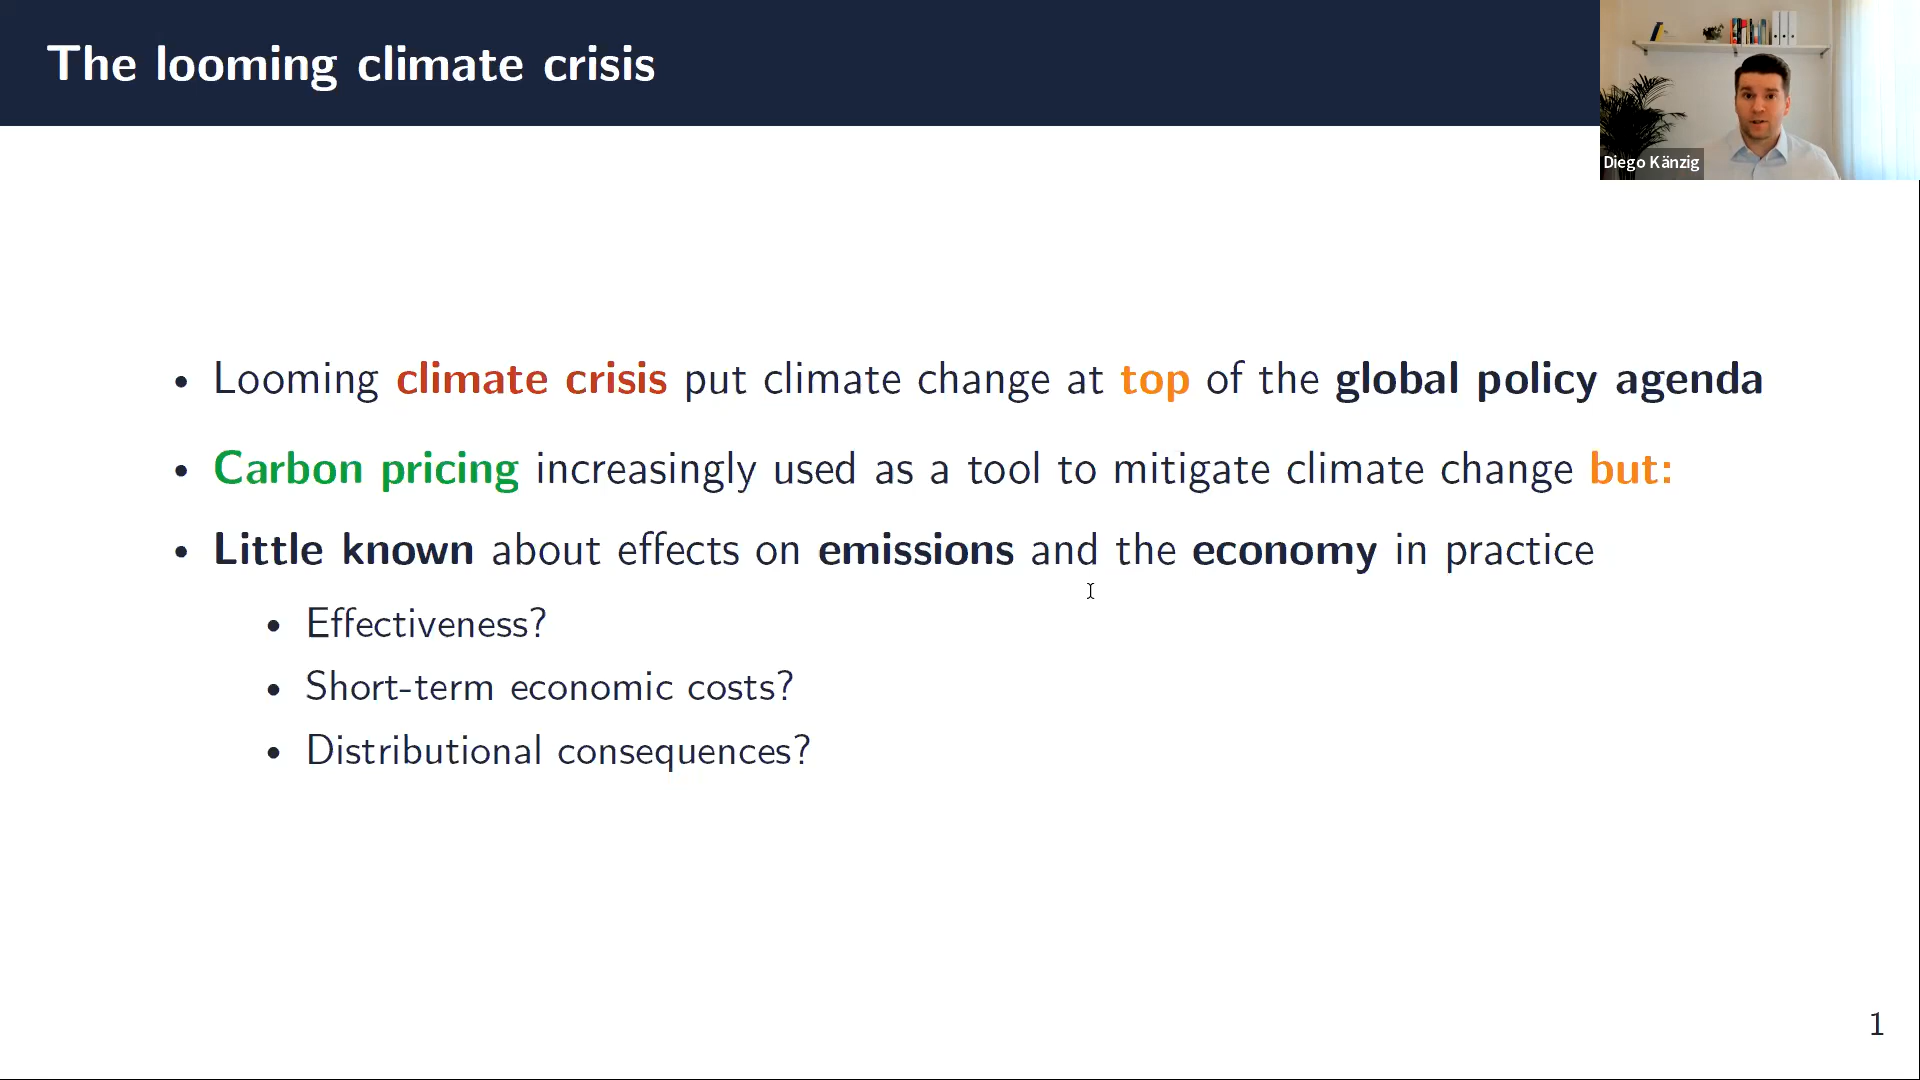 The looming climate crisis
Diego Känzig
• Looming climate crisis put climate change at top of the global policy agenda
• Carbon pricing increasingly used as a tool to mitigate climate change but:
• Little known about effects on emissions and the economy in practice
• Effectiveness?
• Short-term economic costs?
• Distributional consequences?
1